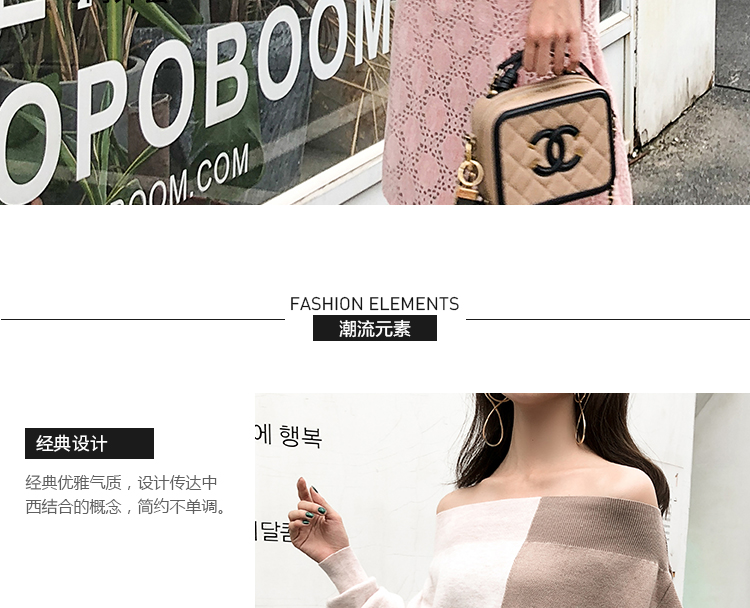 OPOBOOM
BOOM.COM
FASHION ELEMENTS
潮流元素
经典设计
经典优雅气质，设计传达中
西结合的概念，简约不单调。
에 행복
달콤